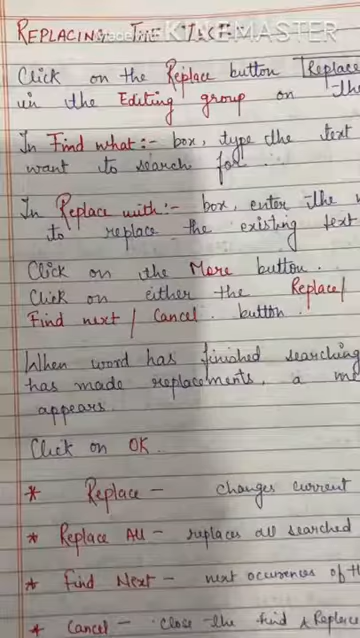 REPLACING THE TEXT
KINEMASTER
Click on the Replace button [Replace
in the Editing group on the
In Find what:- box, type the text
want to search for.
In Replace with:- box, enter the
to replace the existing text
Click on the More button.
Click on either the Replace/
Find next / Cancel. button.
When word has finished searching
has made replacements, a
appears.
Click on OK.
* Replace - changes current
* Replace All - replaces all searched
* Find Next - next occurences of
* Cancel - close the find & Replace